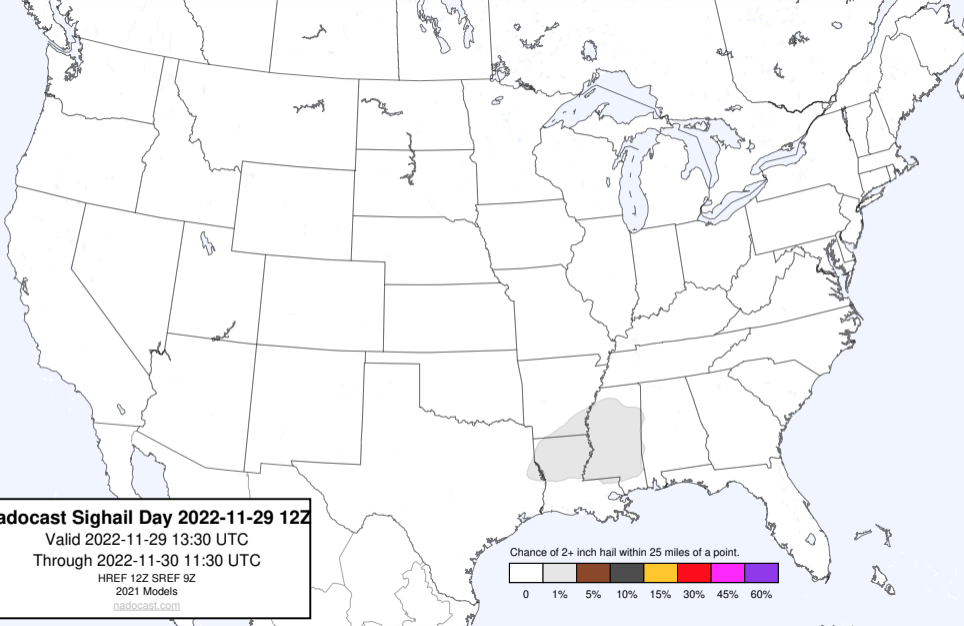 adocast Sighail Day 2022-11-29 12Z
Valid 2022-11-29 13:30 UTC
Through 2022-11-30 11:30 UTC
HREF 12Z SREF 9Z
2021 Models
nadocast.com
Chance of 2+ inch hail within 25 miles of a point.
0 1% 5% 10% 15% 30% 45% 60%